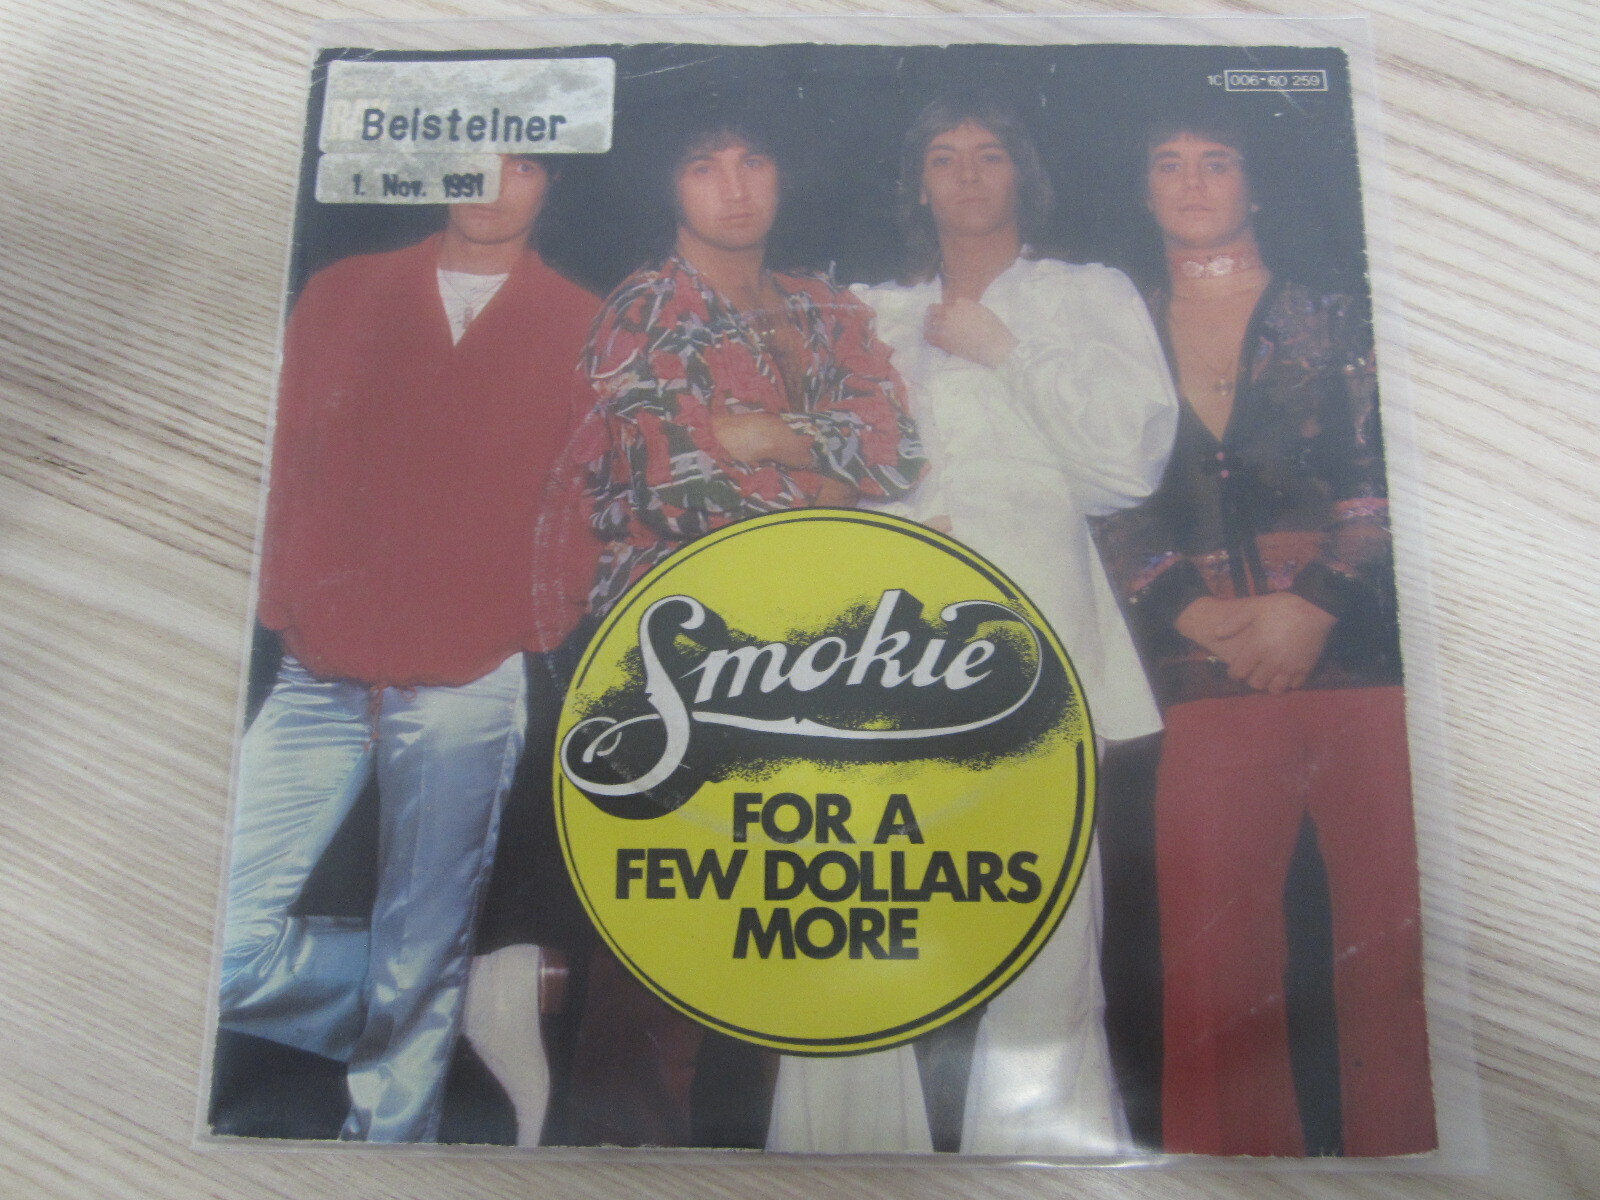 Beisteiner
1. Nov. 1991
1C 006-60 259
Smokie
FOR A
FEW DOLLARS
MORE